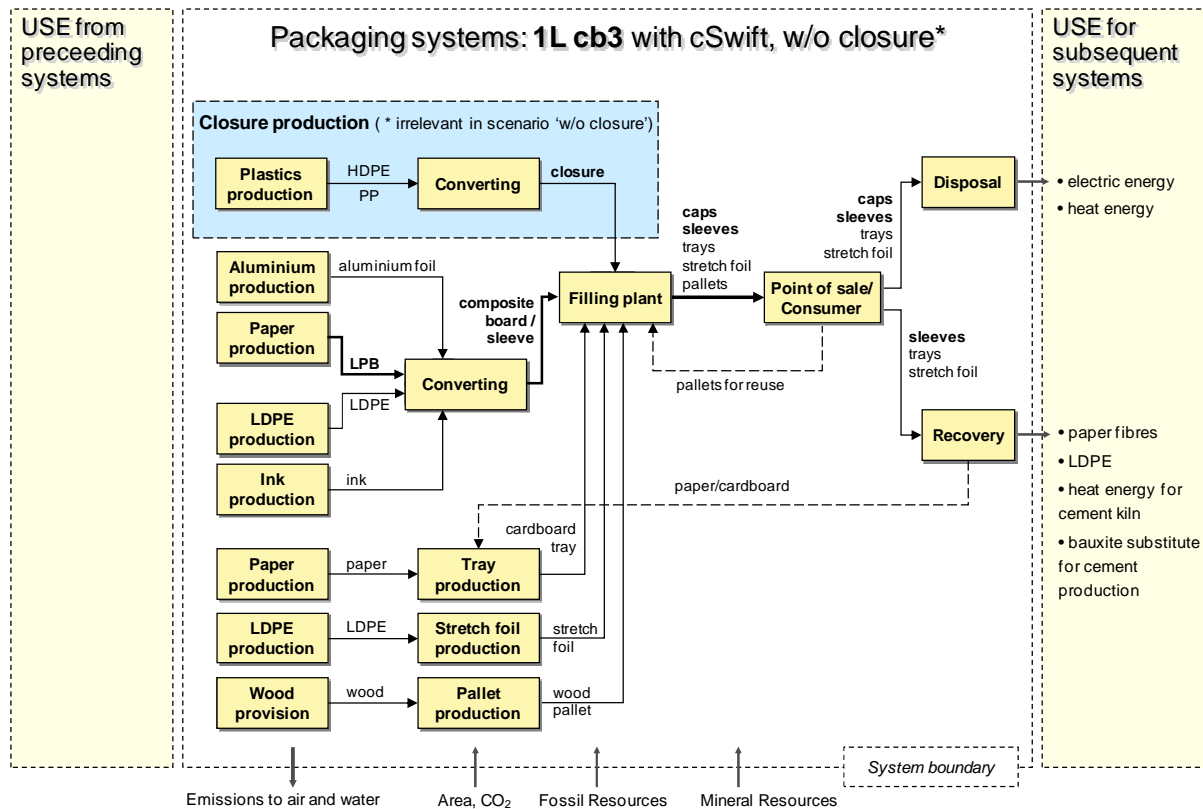 USE from
preceeding
systems
Packaging systems: 1L cb3 with cSwift, w/o closure*
USE for
subsequent
systems
Closure production ( * irrelevant in scenario ‘w/o closure’)
Plastics
production
HDPE
PP
Converting
closure
Disposal
• electric energy
• heat energy
caps
sleeves
trays
stretch foil
caps
sleeves
trays
stretch foil
pallets
Aluminium
production
aluminium foil
Paper
production
LPB
LDPE
production
LDPE
Ink
production
ink
Converting
composite
board /
sleeve
Filling plant
Point of sale/
Consumer
pallets for reuse
sleeves
trays
stretch foil
Recovery
• paper fibres
• LDPE
• heat energy for
cement kiln
• bauxite substitute
for cement
production
paper/cardboard
Paper
production
paper
Tray
production
cardboard
tray
LDPE
production
LDPE
Stretch foil
production
stretch
foil
Wood
provision
wood
Pallet
production
wood
pallet
System boundary
Emissions to air and water
Area, CO₂
Fossil Resources
Mineral Resources